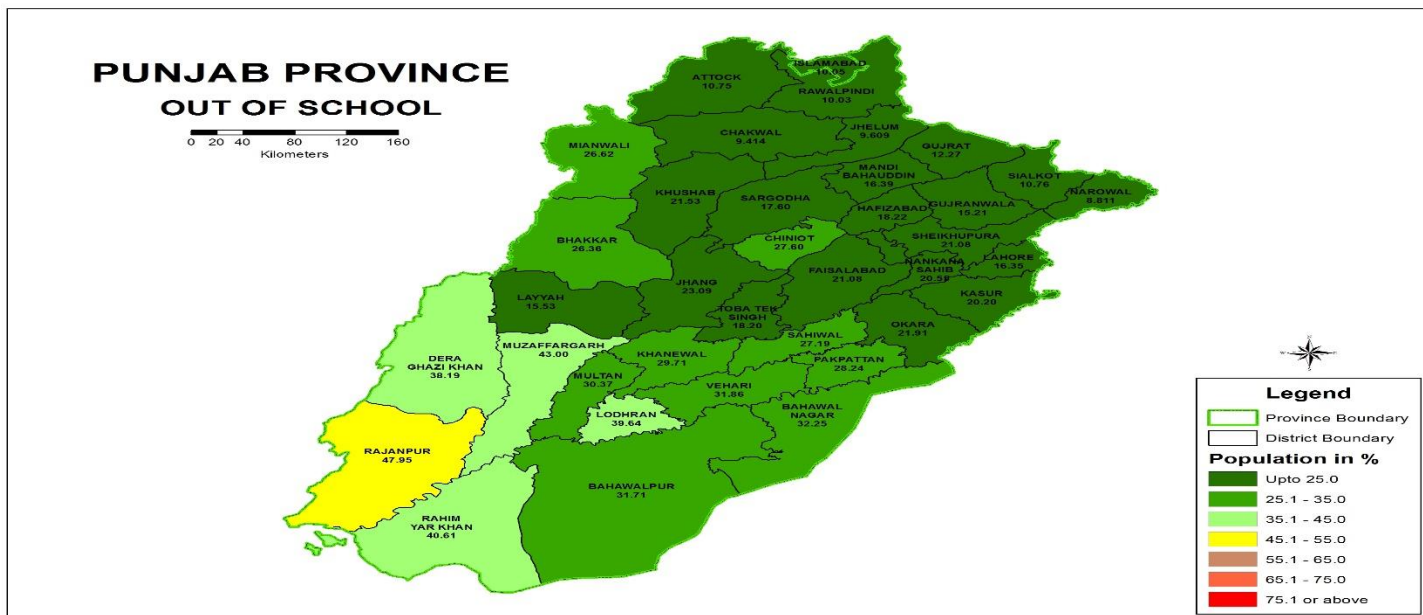 PUNJAB PROVINCE
OUT OF SCHOOL
0 20 40 80 120 160
Kilometers
ISLAMABAD
10.05
ATTOCK
10.75
RAWALPINDI
10.03
CHAKWAL
9.414
JHELUM
9.609
MIANWALI
26.62
GUJRAT
12.27
MANDI
BAHAUDDIN
16.39
SIALKOT
10.76
NAROWAL
8.811
KHUSHAB
21.53
SARGODHA
17.60
HAFIZABAD
18.22
GUJRANWALA
15.21
BHAKKAR
26.36
CHINIOT
27.60
SHEIKHUPURA
21.08
NANKANA
SAHIB
20.58
LAHORE
16.35
FAISALABAD
21.08
JHANG
23.09
LAYYAH
15.53
TOBA TEK
SINGH
18.20
KASUR
20.20
OKARA
21.91
SAHIWAL
27.19
MUZAFFARGARH
43.00
DERA
GHAZI KHAN
38.19
KHANEWAL
29.71
PAKPATTAN
28.24
MULTAN
30.37
VEHARI
31.86
LODHRAN
39.64
BAHAWAL
NAGAR
32.25
RAJANPUR
47.95
BAHAWALPUR
31.71
RAHIM
YAR KHAN
40.61
Legend
Province Boundary
District Boundary
Population in %
Upto 25.0
25.1 - 35.0
35.1 - 45.0
45.1 - 55.0
55.1 - 65.0
65.1 - 75.0
75.1 or above